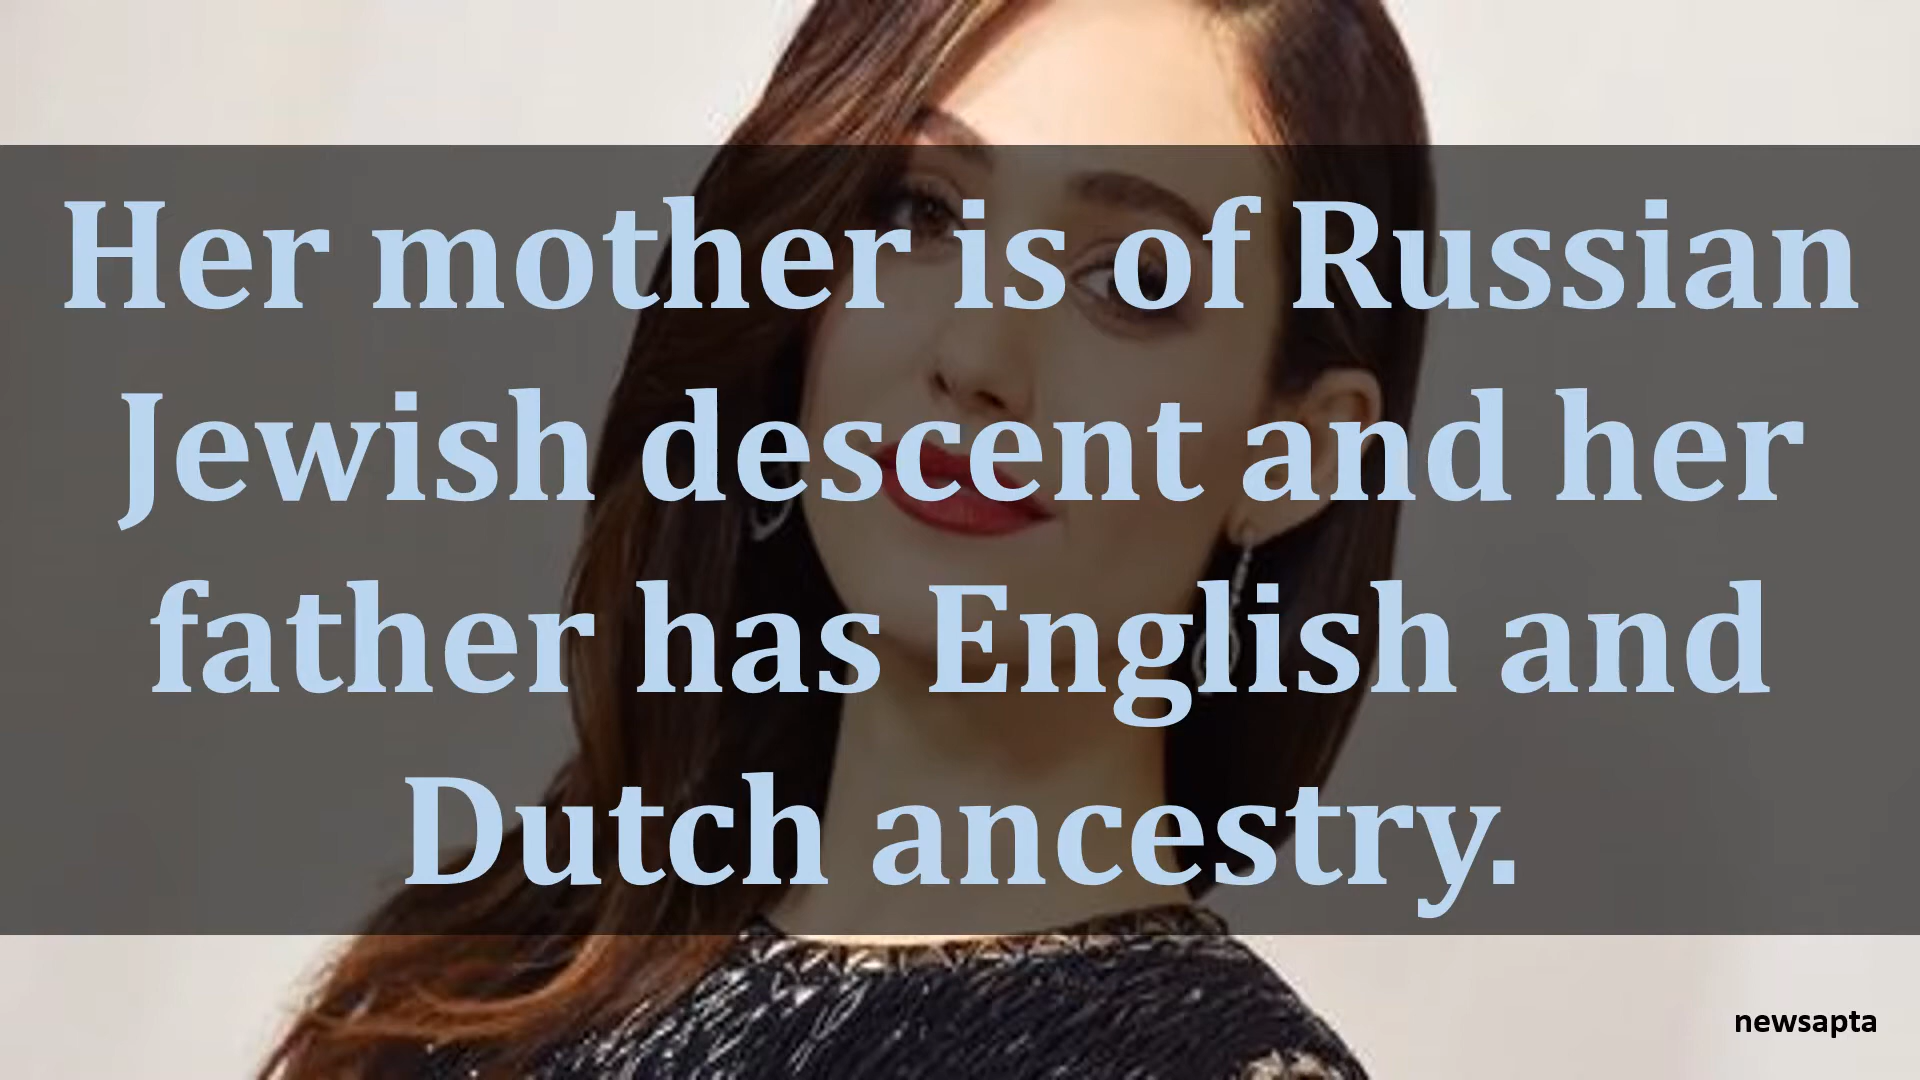 Her mother is of Russian
Jewish descent and her
father has English and
Dutch ancestry.
newsapta